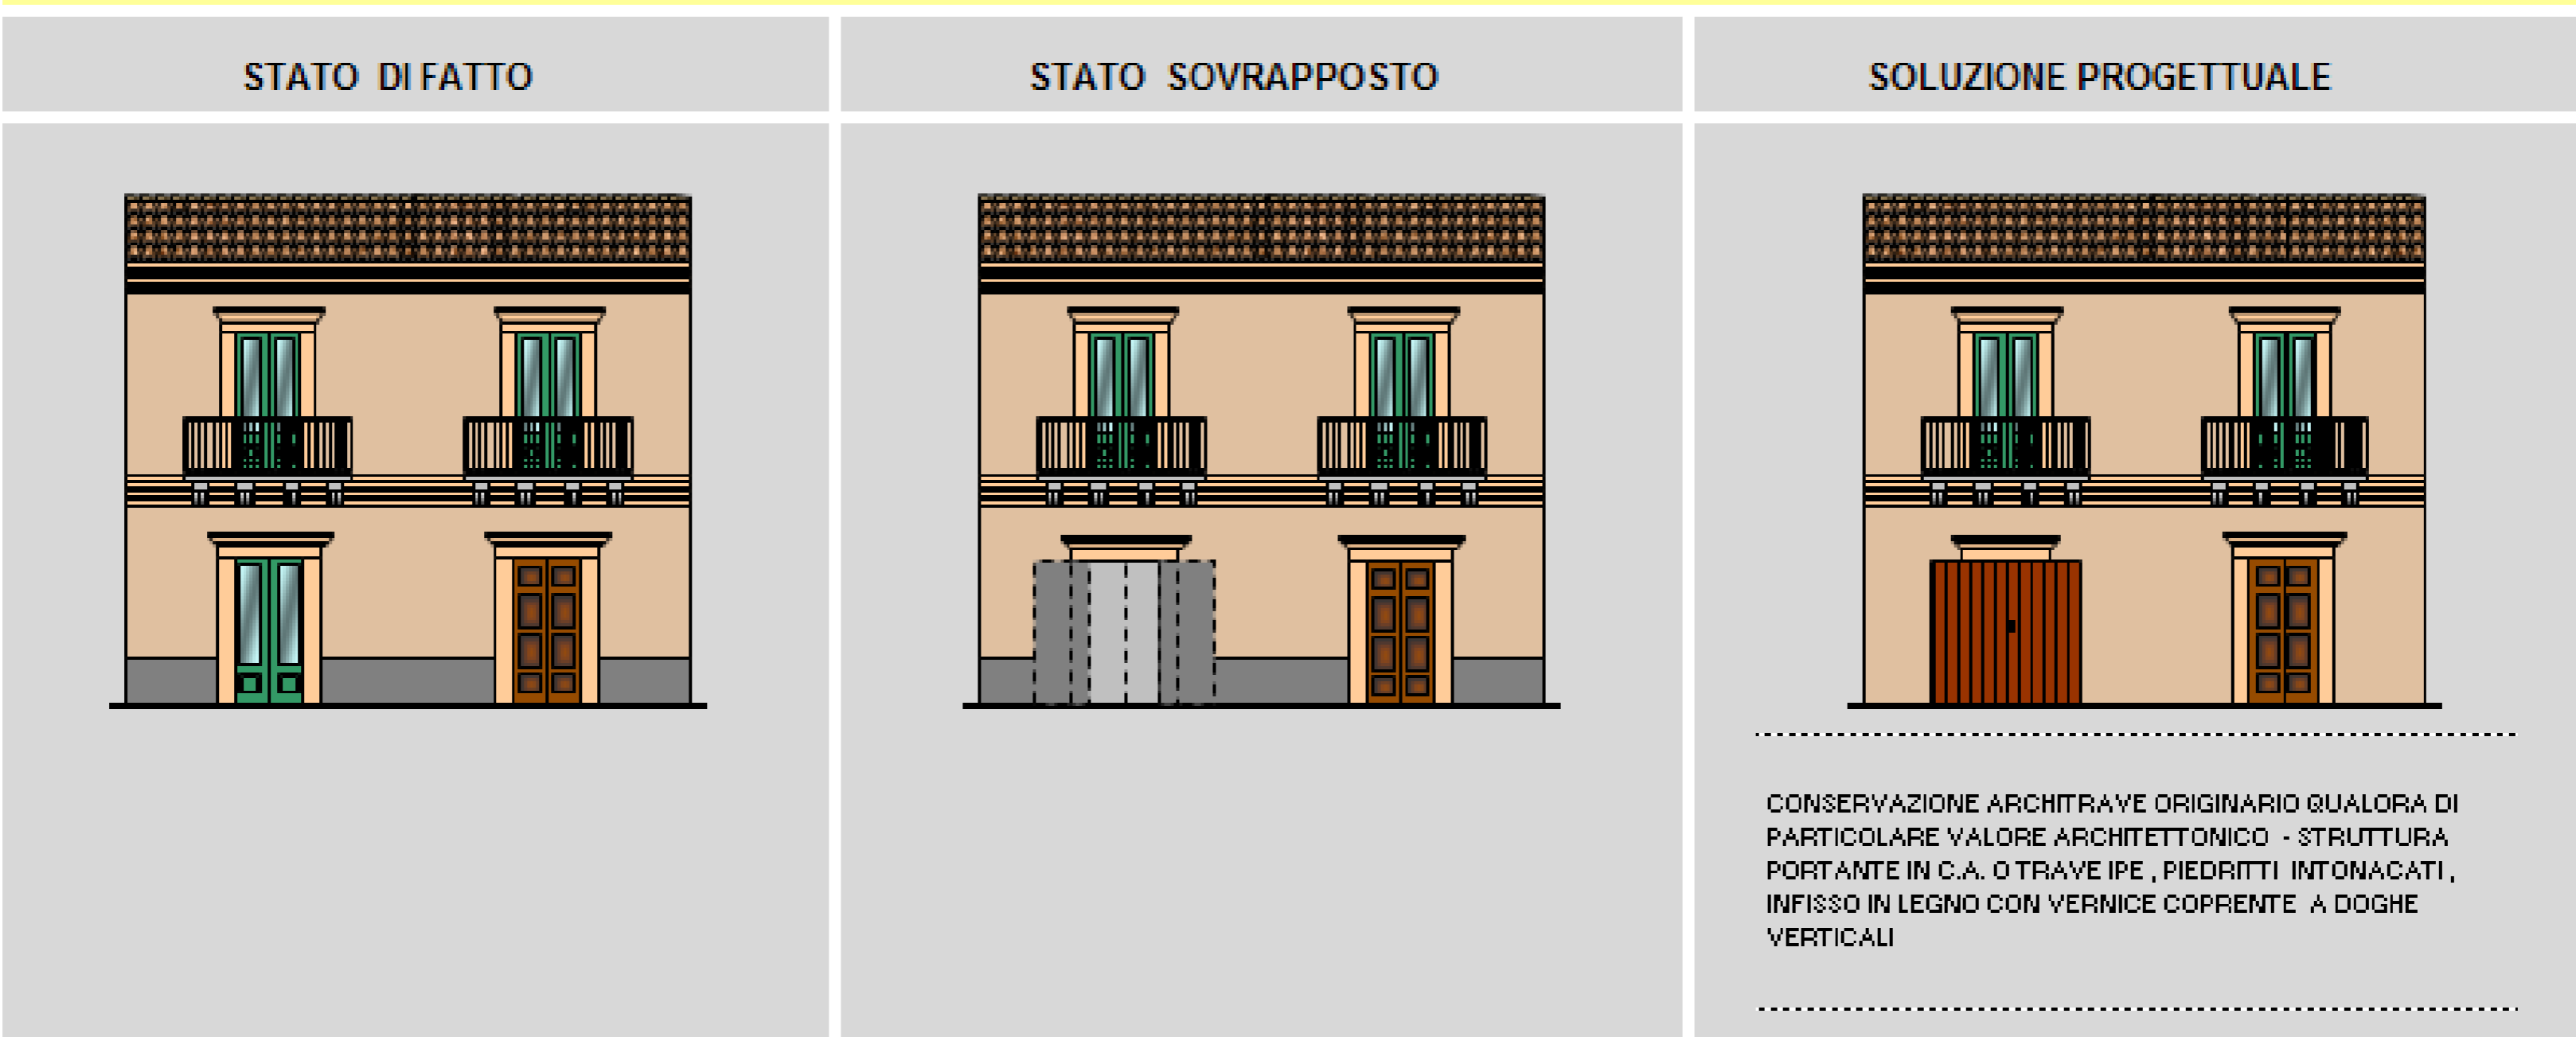 STATO DI FATTO
STATO SOVRAPPOSTO
SOLUZIONE PROGETTUALE
CONSERVAZIONE ARCHITRAVE ORIGINARIO QUALORA DI
PARTICOLARE VALORE ARCHITETTONICO - STRUTTURA
PORTANTE IN C.A. O TRAVE IPE , PIEDRITTI INTONACATI ,
INFISSO IN LEGNO CON VERNICE COPRENTE A DOGHE
VERTICALI